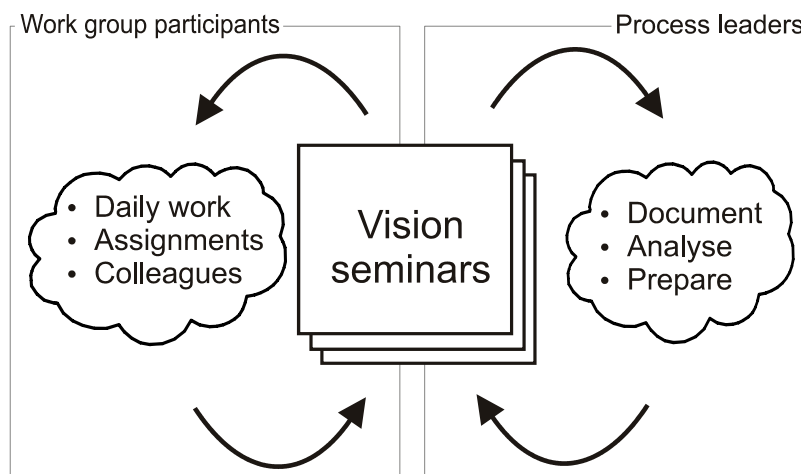 Work group participants
Process leaders
• Daily work
• Assignments
• Colleagues
Vision
seminars
• Document
• Analyse
• Prepare